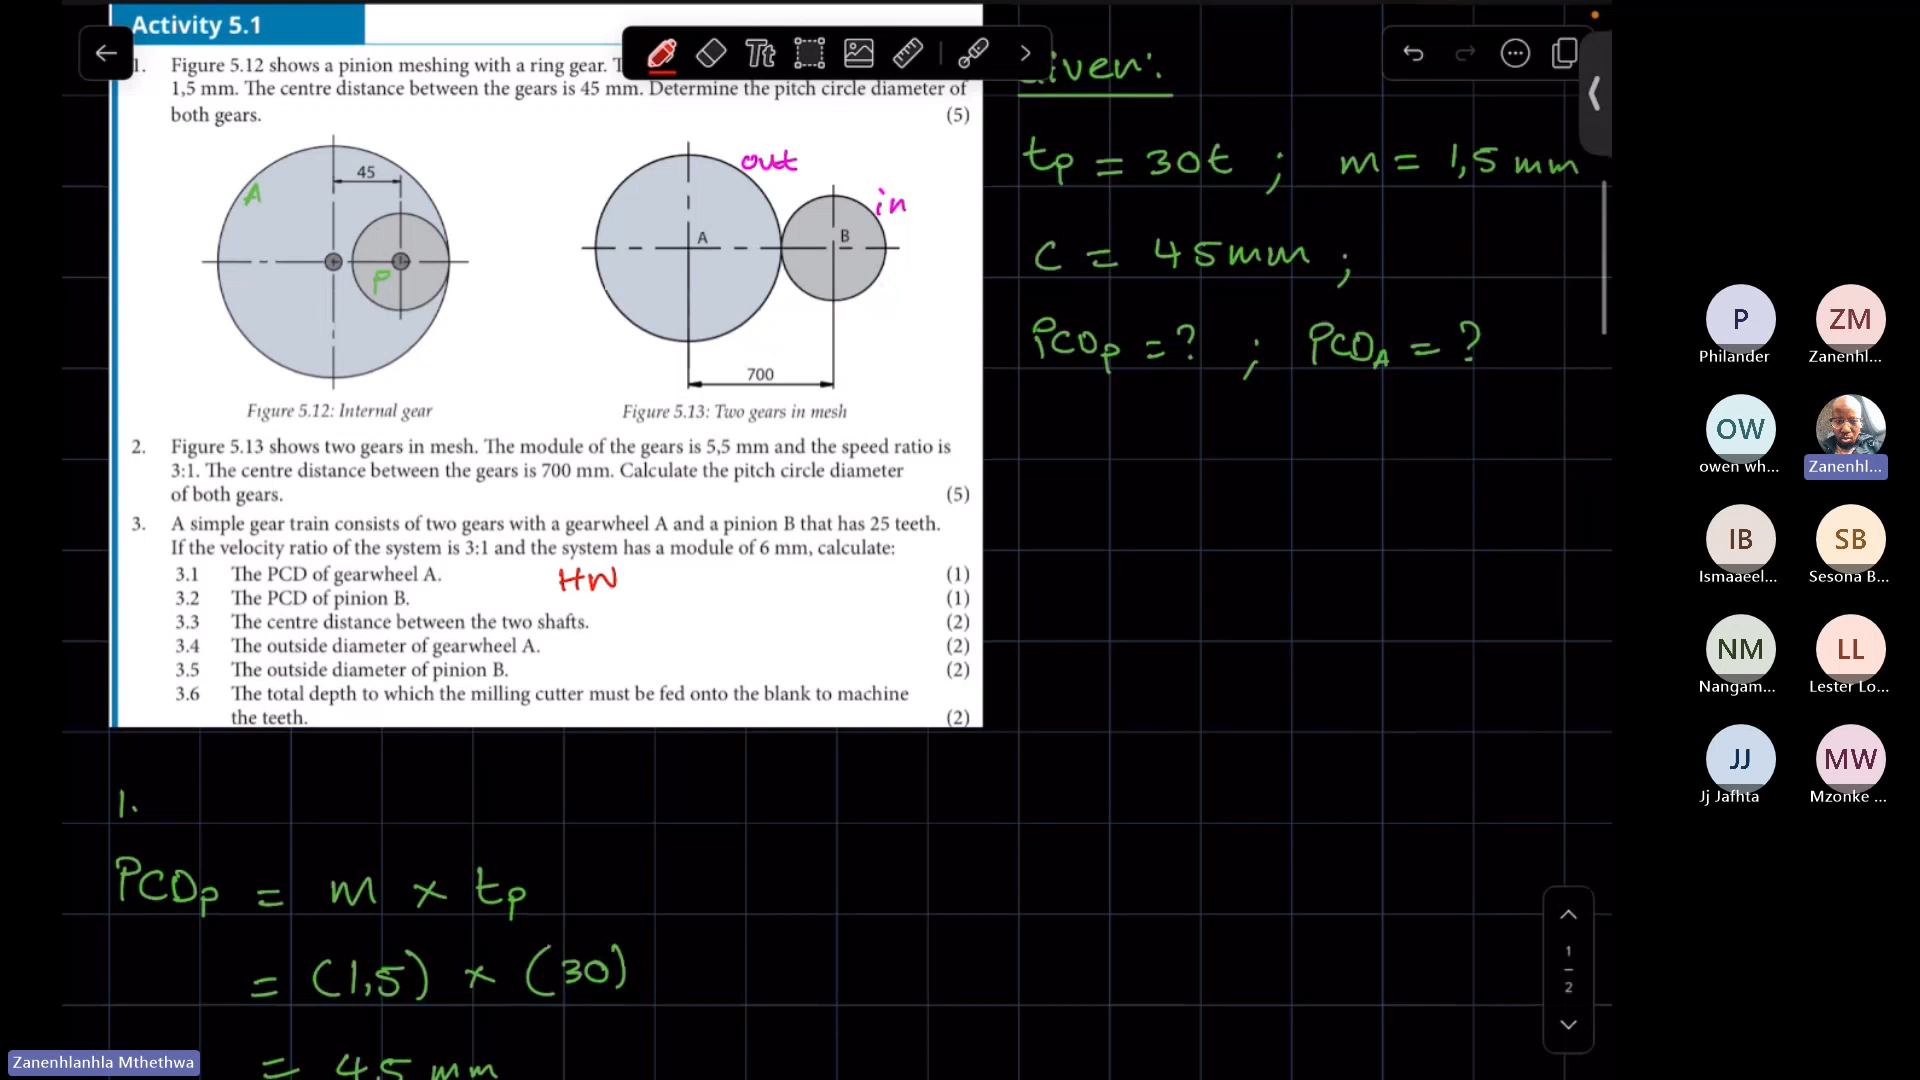 Activity 5.1
1. Figure 5.12 shows a pinion meshing with a ring gear.
1,5 mm. The centre distance between the gears is 45 mm. Determine the pitch circle diameter of
both gears. (5)
45
A
P
Figure 5.12: Internal gear
out
in
A
B
700
Figure 5.13: Two gears in mesh
2. Figure 5.13 shows two gears in mesh. The module of the gears is 5,5 mm and the speed ratio is
3:1. The centre distance between the gears is 700 mm. Calculate the pitch circle diameter
of both gears. (5)
3. A simple gear train consists of two gears with a gearwheel A and a pinion B that has 25 teeth.
If the velocity ratio of the system is 3:1 and the system has a module of 6 mm, calculate:
3.1 The PCD of gearwheel A. (1)
HW
3.2 The PCD of pinion B. (1)
3.3 The centre distance between the two shafts. (2)
3.4 The outside diameter of gearwheel A. (2)
3.5 The outside diameter of pinion B. (2)
3.6 The total depth to which the milling cutter must be fed onto the blank to machine
the teeth. (2)
Tt
iven:
tp = 30t ; m = 1,5 mm
C = 45mm ;
PCDp = ? ; PCDA = ?
1.
PCDp = m × tp
= (1,5) × (30)
= 45 mm
1
2
P
Philander
ZM
Zanenhl...
OW
owen wh...
Zanenhl...
IB
Ismaaeel...
SB
Sesona B...
NM
Nangam...
LL
Lester Lo...
JJ
Jj Jafhta
MW
Mzonke ...
Zanenhlanhla Mthethwa